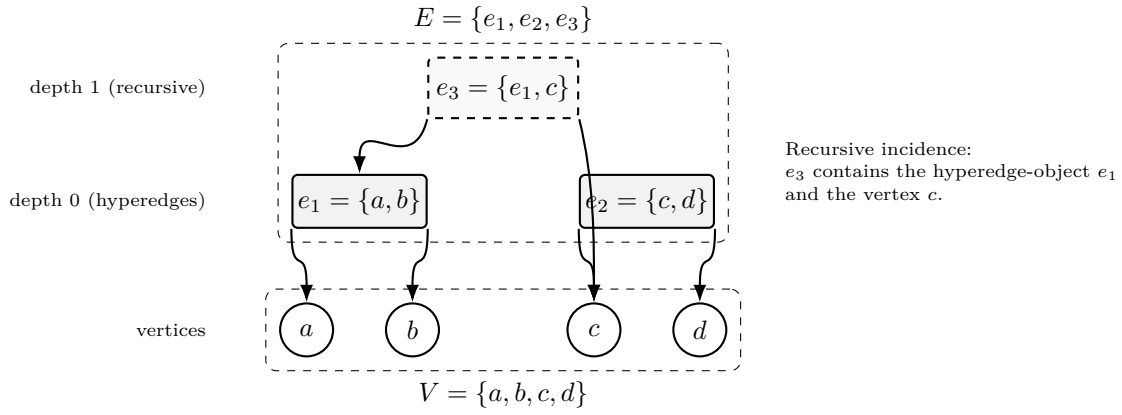 E = {e₁, e₂, e₃}
depth 1 (recursive)
e₃ = {e₁, c}
depth 0 (hyperedges)
e₁ = {a, b}
e₂ = {c, d}
Recursive incidence:
e₃ contains the hyperedge-object e₁
and the vertex c.
vertices
a
b
c
d
V = {a, b, c, d}